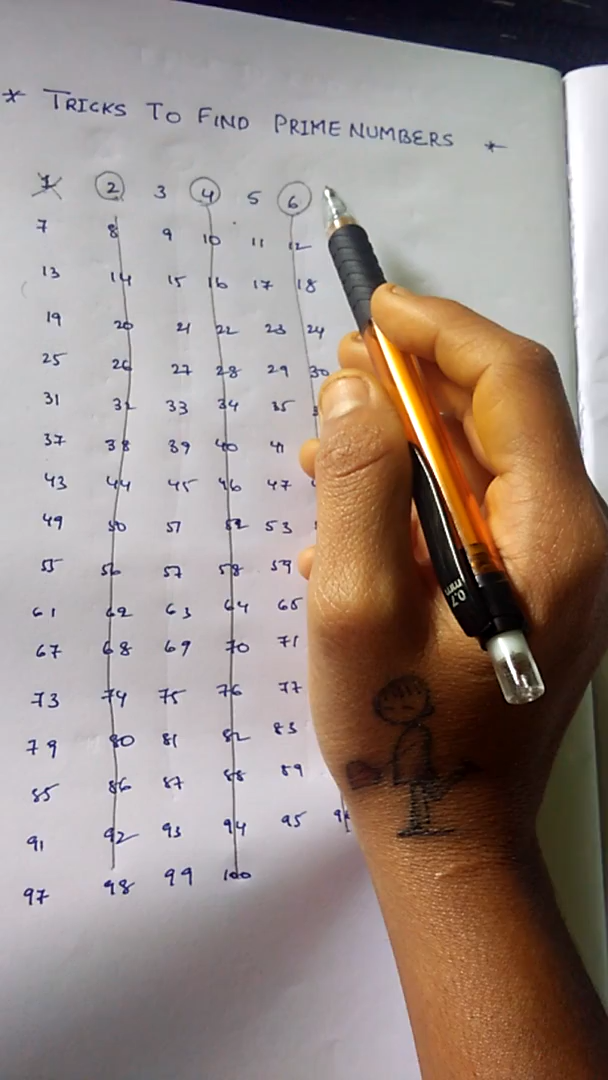 * TRICKS TO FIND PRIME NUMBERS *
1 2 3 4 5 6
7 8 9 10 11 12
13 14 15 16 17 18
19 20 21 22 23 24
25 26 27 28 29 30
31 32 33 34 35
37 38 39 40 41
43 44 45 46 47
49 50 51 52 53
55 56 57 58 59
61 62 63 64 65
67 68 69 70 71
73 74 75 76 77
79 80 81 82 83
85 86 87 88 89
91 92 93 94 95
97 98 99 100
0.7 mm